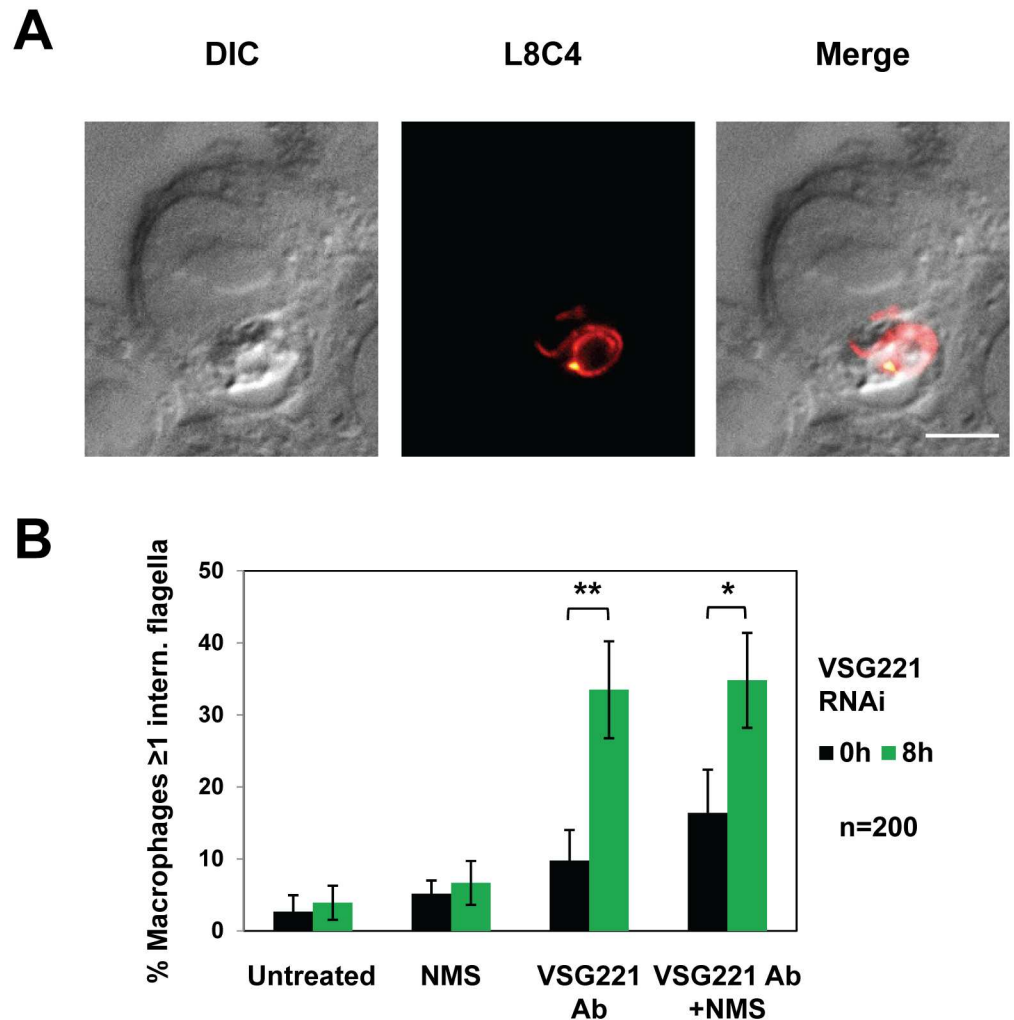 A
DIC
L8C4
Merge
B
% Macrophages ≥1 intern. flagella
50
40
30
20
10
0
**
*
VSG221
RNAi
0h 8h
n=200
Untreated
NMS
VSG221
Ab
VSG221 Ab
+NMS